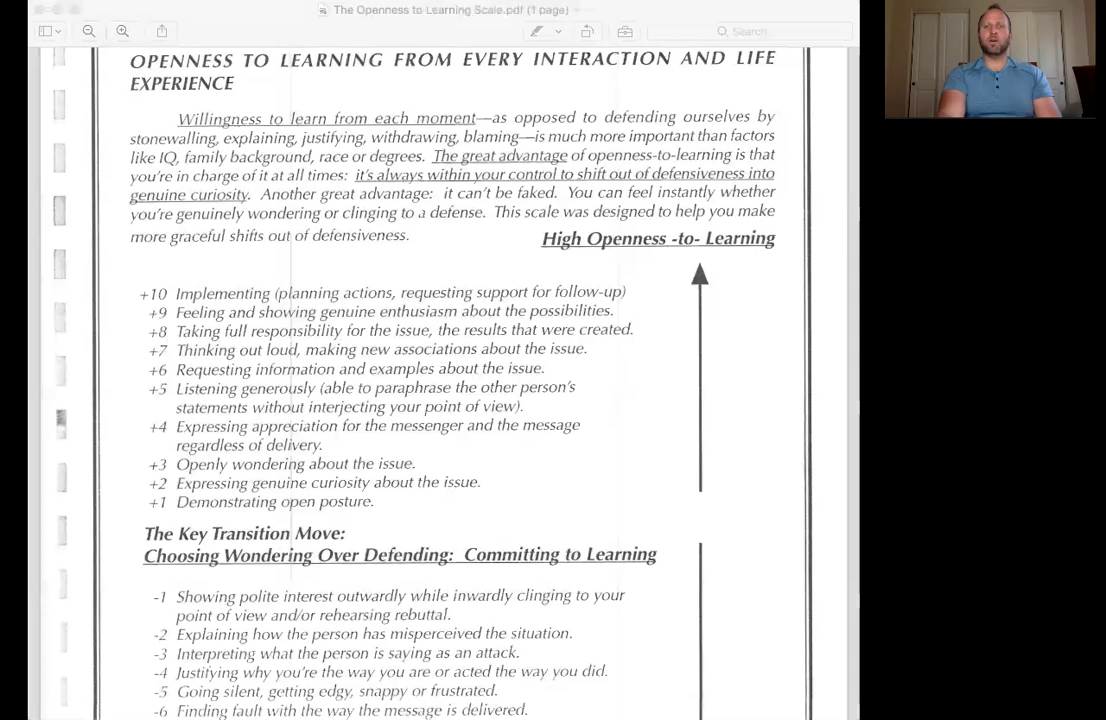 The Openness to Learning Scale.pdf (1 page)
Search
OPENNESS TO LEARNING FROM EVERY INTERACTION AND LIFE
EXPERIENCE
Willingness to learn from each moment—as opposed to defending ourselves by
stonewalling, explaining, justifying, withdrawing, blaming—is much more important than factors
like IQ, family background, race or degrees. The great advantage of openness-to-learning is that
you're in charge of it at all times: it's always within your control to shift out of defensiveness into
genuine curiosity. Another great advantage: it can't be faked. You can feel instantly whether
you're genuinely wondering or clinging to a defense. This scale was designed to help you make
more graceful shifts out of defensiveness.
High Openness -to- Learning
+10 Implementing (planning actions, requesting support for follow-up)
+9 Feeling and showing genuine enthusiasm about the possibilities.
+8 Taking full responsibility for the issue, the results that were created.
+7 Thinking out loud, making new associations about the issue.
+6 Requesting information and examples about the issue.
+5 Listening generously (able to paraphrase the other person's
statements without interjecting your point of view).
+4 Expressing appreciation for the messenger and the message
regardless of delivery.
+3 Openly wondering about the issue.
+2 Expressing genuine curiosity about the issue.
+1 Demonstrating open posture.
The Key Transition Move:
Choosing Wondering Over Defending: Committing to Learning
-1 Showing polite interest outwardly while inwardly clinging to your
point of view and/or rehearsing rebuttal.
-2 Explaining how the person has misperceived the situation.
-3 Interpreting what the person is saying as an attack.
-4 Justifying why you're the way you are or acted the way you did.
-5 Going silent, getting edgy, snappy or frustrated.
-6 Finding fault with the way the message is delivered.